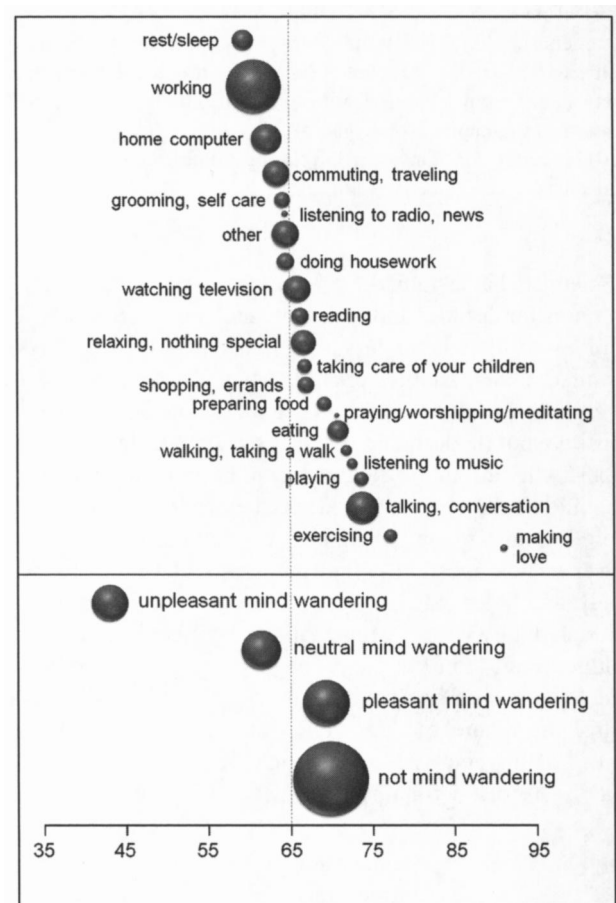 rest/sleep
working
home computer
commuting, traveling
grooming, self care
listening to radio, news
other
doing housework
watching television
reading
relaxing, nothing special
taking care of your children
shopping, errands
preparing food
praying/worshipping/meditating
eating
walking, taking a walk
listening to music
playing
talking, conversation
exercising
making
love
unpleasant mind wandering
neutral mind wandering
pleasant mind wandering
not mind wandering
35 45 55 65 75 85 95